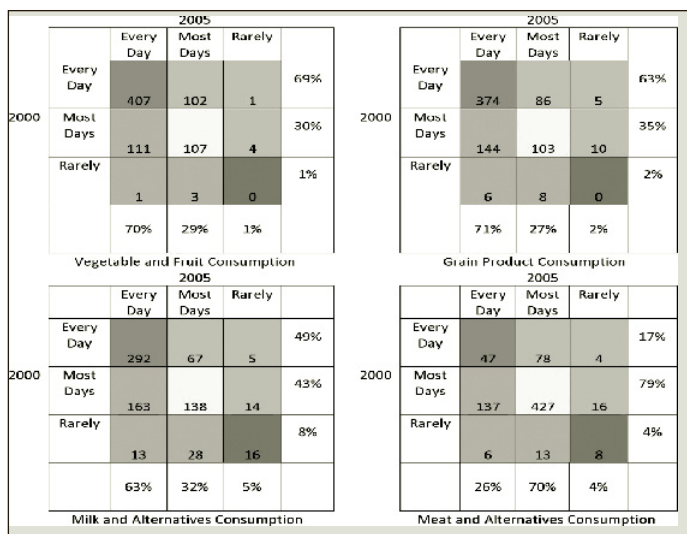 2005
Every Day Most Days Rarely
Every Day 407 102 1 69%
2000 Most Days 111 107 4 30%
Rarely 1 3 0 1%
70% 29% 1%
Vegetable and Fruit Consumption
2005
Every Day Most Days Rarely
Every Day 374 86 5 63%
2000 Most Days 144 103 10 35%
Rarely 6 8 0 2%
71% 27% 2%
Grain Product Consumption
2005
Every Day Most Days Rarely
Every Day 292 67 5 49%
2000 Most Days 163 138 14 43%
Rarely 13 28 16 8%
63% 32% 5%
Milk and Alternatives Consumption
2005
Every Day Most Days Rarely
Every Day 47 78 4 17%
2000 Most Days 137 427 16 79%
Rarely 6 13 8 4%
26% 70% 4%
Meat and Alternatives Consumption